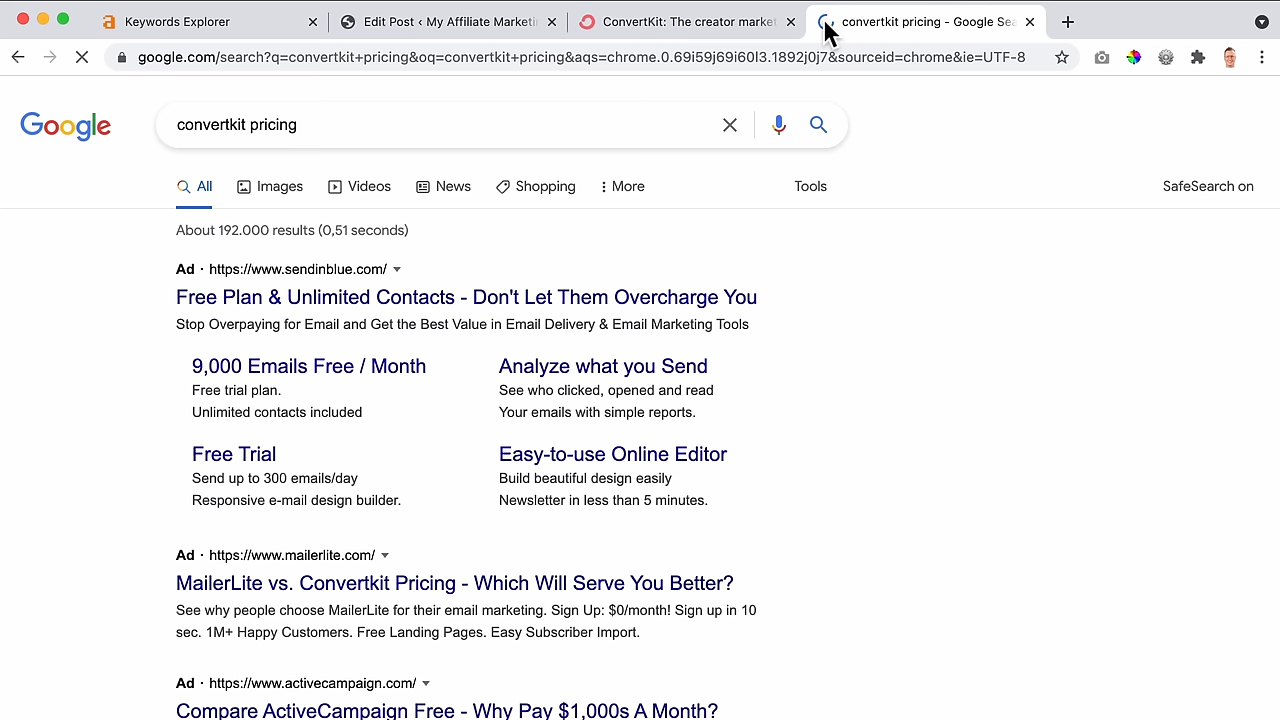 Keywords Explorer
Edit Post ‹ My Affiliate Marketin
ConvertKit: The creator market
convertkit pricing - Google Sea
google.com/search?q=convertkit+pricing&oq=convertkit+pricing&aqs=chrome.0.69i59j69i60l3.1892j0j7&sourceid=chrome&ie=UTF-8
Google
convertkit pricing
All
Images
Videos
News
Shopping
More
Tools
SafeSearch on
About 192.000 results (0,51 seconds)
Ad · https://www.sendinblue.com/
Free Plan & Unlimited Contacts - Don't Let Them Overcharge You
Stop Overpaying for Email and Get the Best Value in Email Delivery & Email Marketing Tools
9,000 Emails Free / Month
Free trial plan.
Unlimited contacts included
Analyze what you Send
See who clicked, opened and read
Your emails with simple reports.
Free Trial
Send up to 300 emails/day
Responsive e-mail design builder.
Easy-to-use Online Editor
Build beautiful design easily
Newsletter in less than 5 minutes.
Ad · https://www.mailerlite.com/
MailerLite vs. Convertkit Pricing - Which Will Serve You Better?
See why people choose MailerLite for their email marketing. Sign Up: $0/month! Sign up in 10
sec. 1M+ Happy Customers. Free Landing Pages. Easy Subscriber Import.
Ad · https://www.activecampaign.com/
Compare ActiveCampaign Free - Why Pay $1,000s A Month?